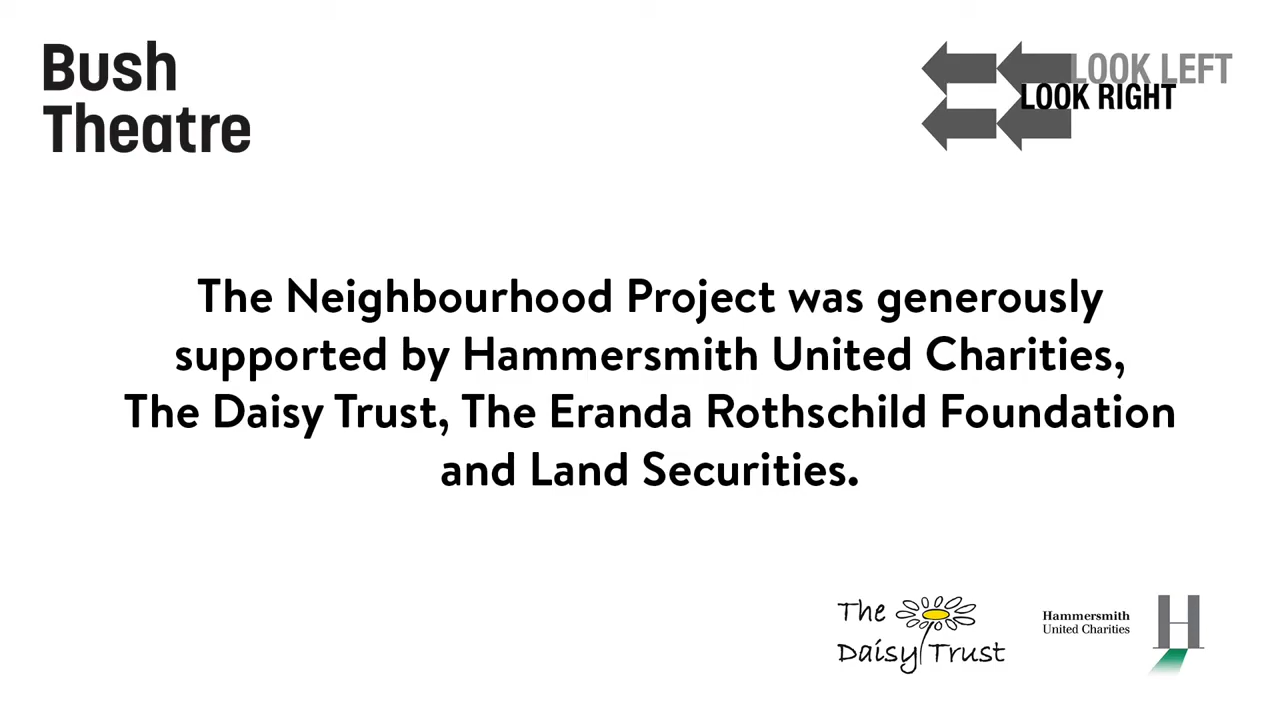 Bush
Theatre
LOOK LEFT
LOOK RIGHT
The Neighbourhood Project was generously
supported by Hammersmith United Charities,
The Daisy Trust, The Eranda Rothschild Foundation
and Land Securities.
The
Daisy Trust
Hammersmith
United Charities
H